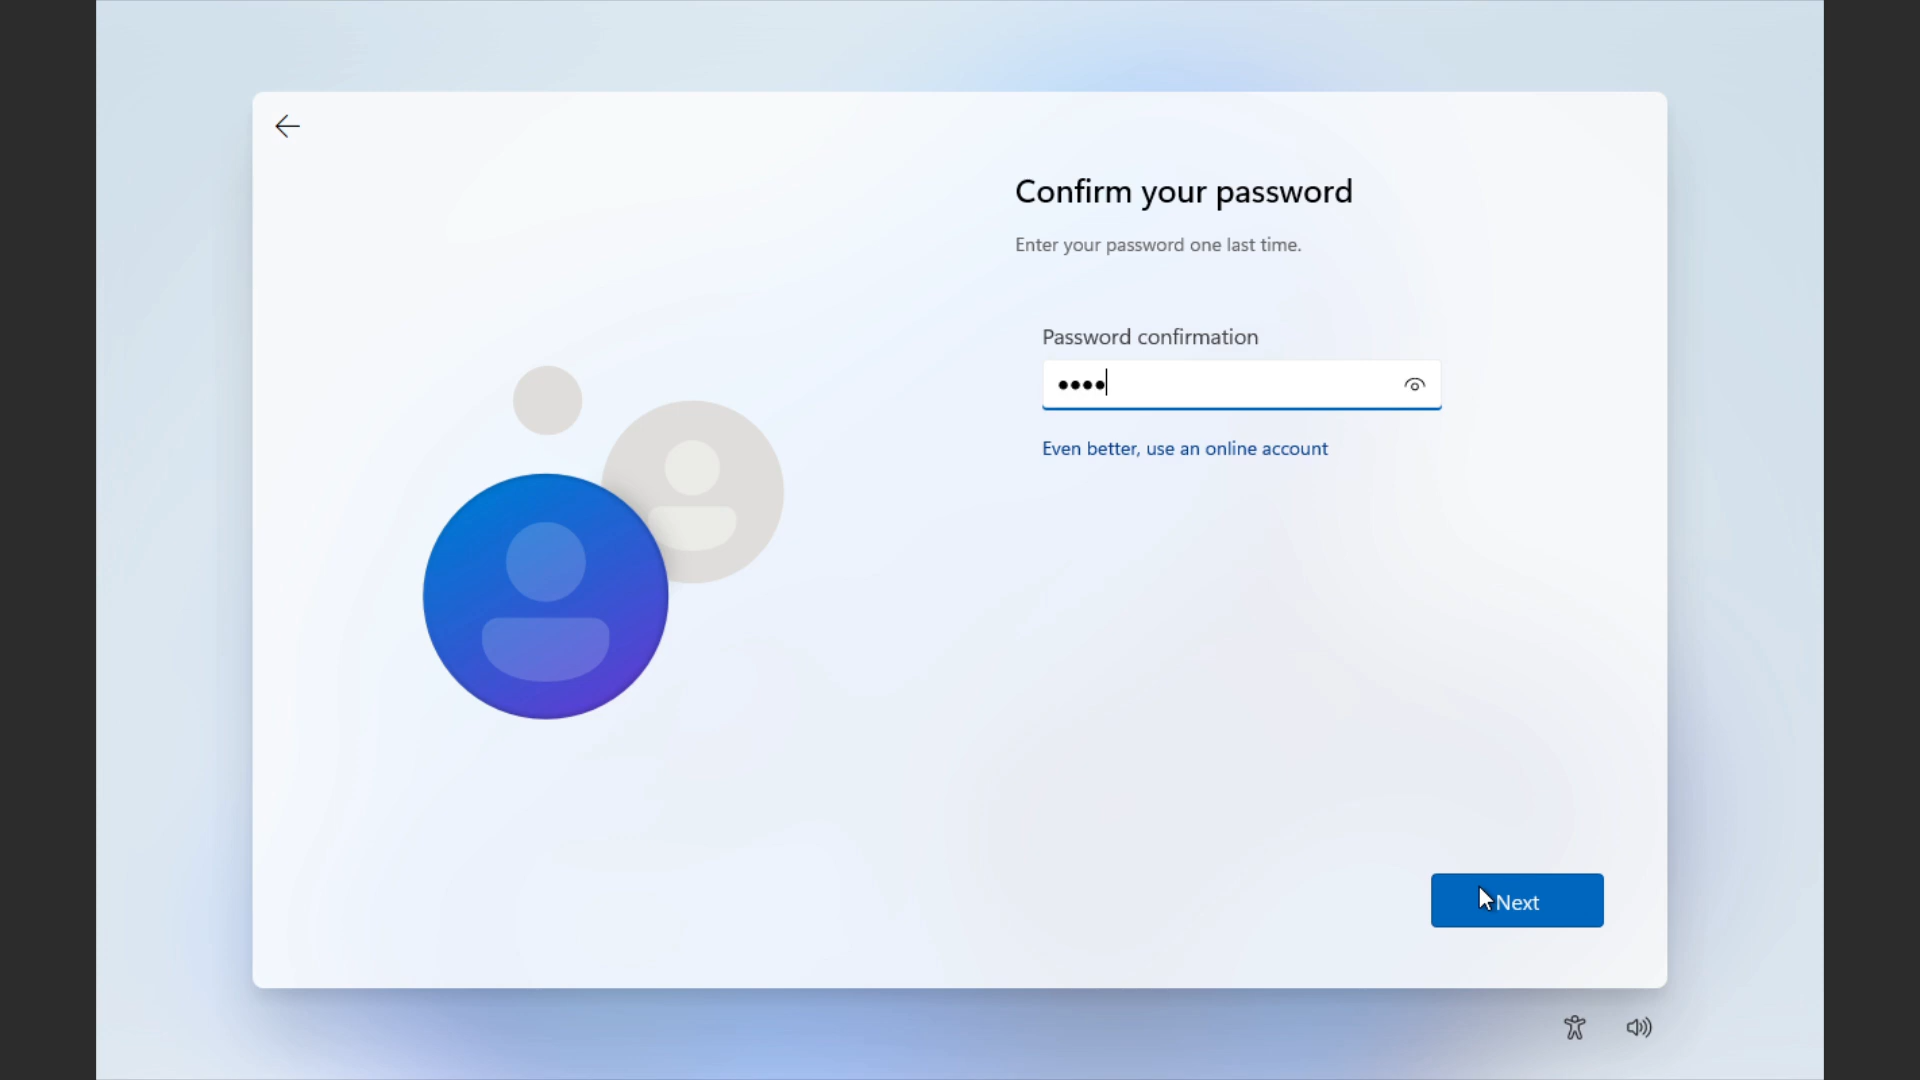 Confirm your password
Enter your password one last time.
Password confirmation
••••
Even better, use an online account
Next